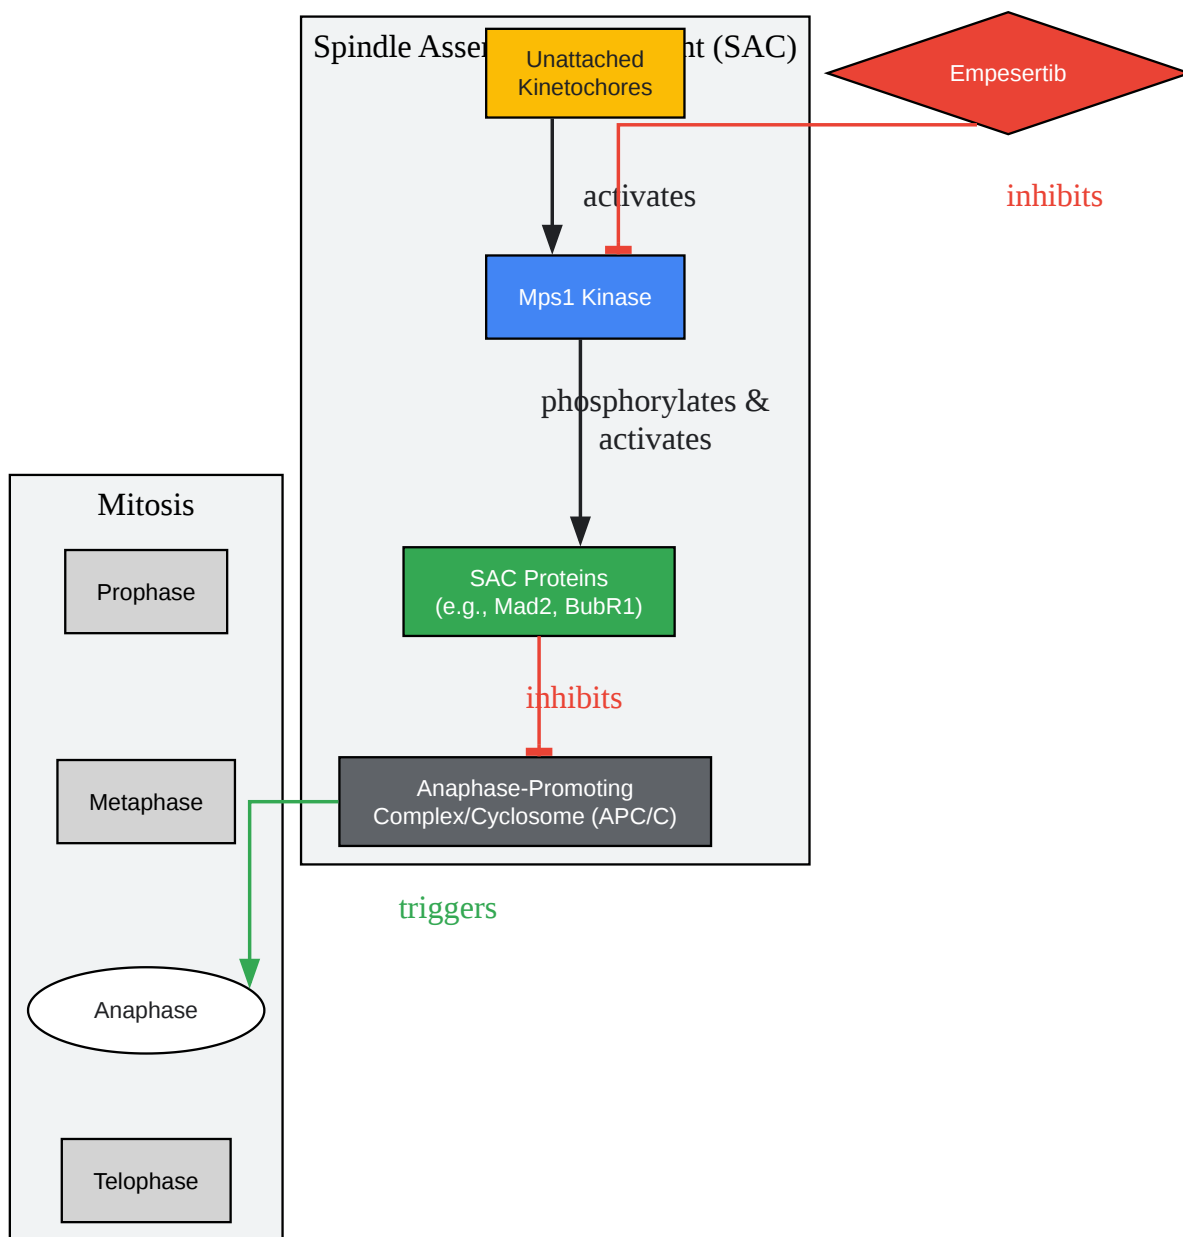 Spindle Asse nt (SAC)
Unattached
Kinetochores
Empesertib
activates
inhibits
Mps1 Kinase
phosphorylates &
activates
Mitosis
Prophase
SAC Proteins
(e.g., Mad2, BubR1)
inhibits
Metaphase
Anaphase-Promoting
Complex/Cyclosome (APC/C)
triggers
Anaphase
Telophase